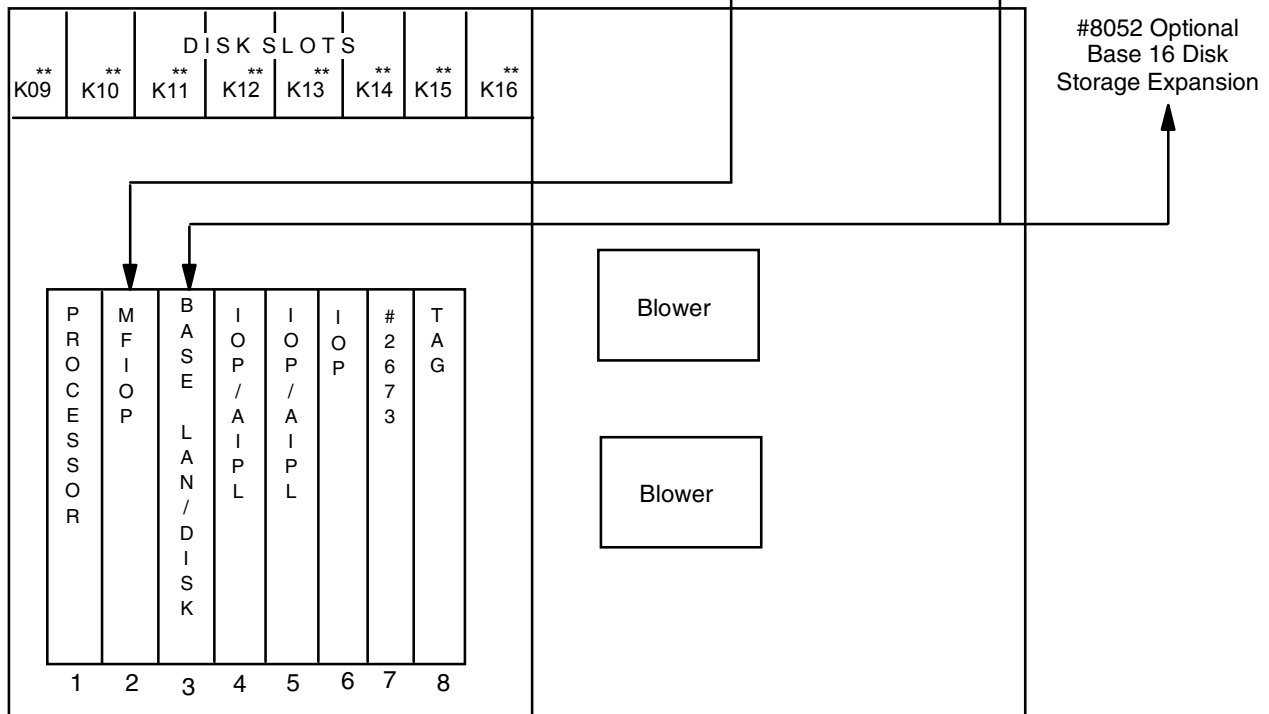 DISK SLOTS
** ** ** ** ** ** ** **
K09 K10 K11 K12 K13 K14 K15 K16
#8052 Optional
Base 16 Disk
Storage Expansion
Blower
Blower
PROCESSOR
MFIOP
BASE LAN/DISK
IOP/AIPL
IOP/AIPL
IOP
#2673
TAG
1 2 3 4 5 6 7 8